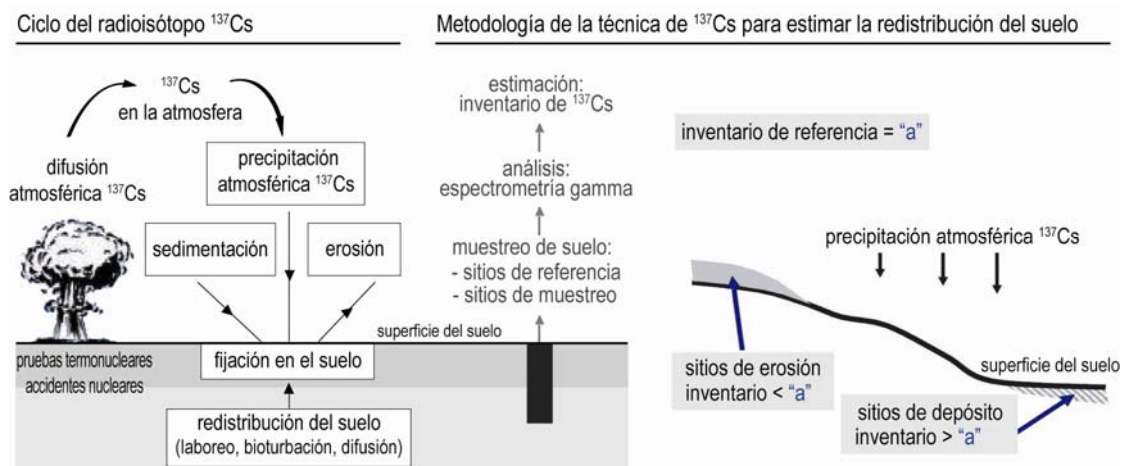 Ciclo del radioisótopo ¹³⁷Cs
¹³⁷Cs
en la atmosfera
difusión
atmosférica ¹³⁷Cs
precipitación
atmosférica ¹³⁷Cs
sedimentación
erosión
superficie del suelo
pruebas termonucleares
accidentes nucleares
fijación en el suelo
redistribución del suelo
(laboreo, bioturbación, difusión)
Metodología de la técnica de ¹³⁷Cs para estimar la redistribución del suelo
estimación:
inventario de ¹³⁷Cs
análisis:
espectrometría gamma
muestreo de suelo:
- sitios de referencia
- sitios de muestreo
inventario de referencia = “a”
precipitación atmosférica ¹³⁷Cs
sitios de erosión
inventario < “a”
superficie del suelo
sitios de depósito
inventario > “a”